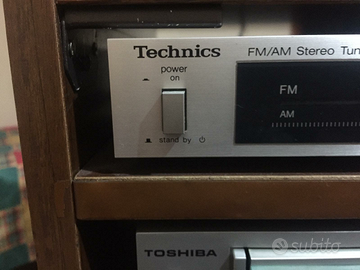 Technics
FM/AM Stereo Tun
power
on
FM
AM
stand by
TOSHIBA
subito